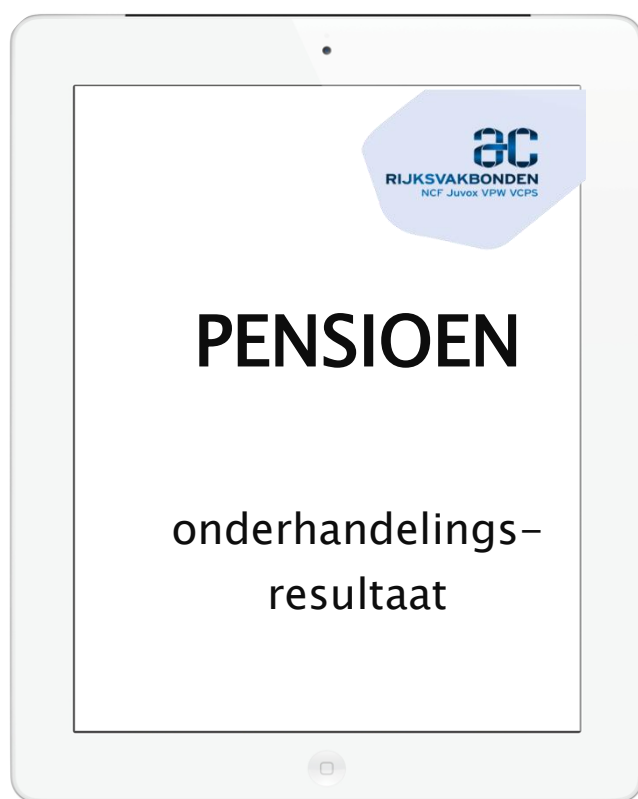 ac
RIJKSVAKBONDEN
NCF Juvox VPW VCPS
PENSIOEN
onderhandelings-
resultaat